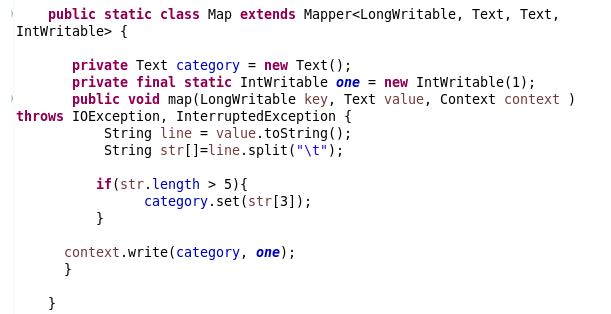 public static class Map extends Mapper<LongWritable, Text, Text,
IntWritable> {
private Text category = new Text();
private final static IntWritable one = new IntWritable(1);
public void map(LongWritable key, Text value, Context context )
throws IOException, InterruptedException {
String line = value.toString();
String str[]=line.split("\t");
if(str.length > 5){
category.set(str[3]);
}
context.write(category, one);
}
}